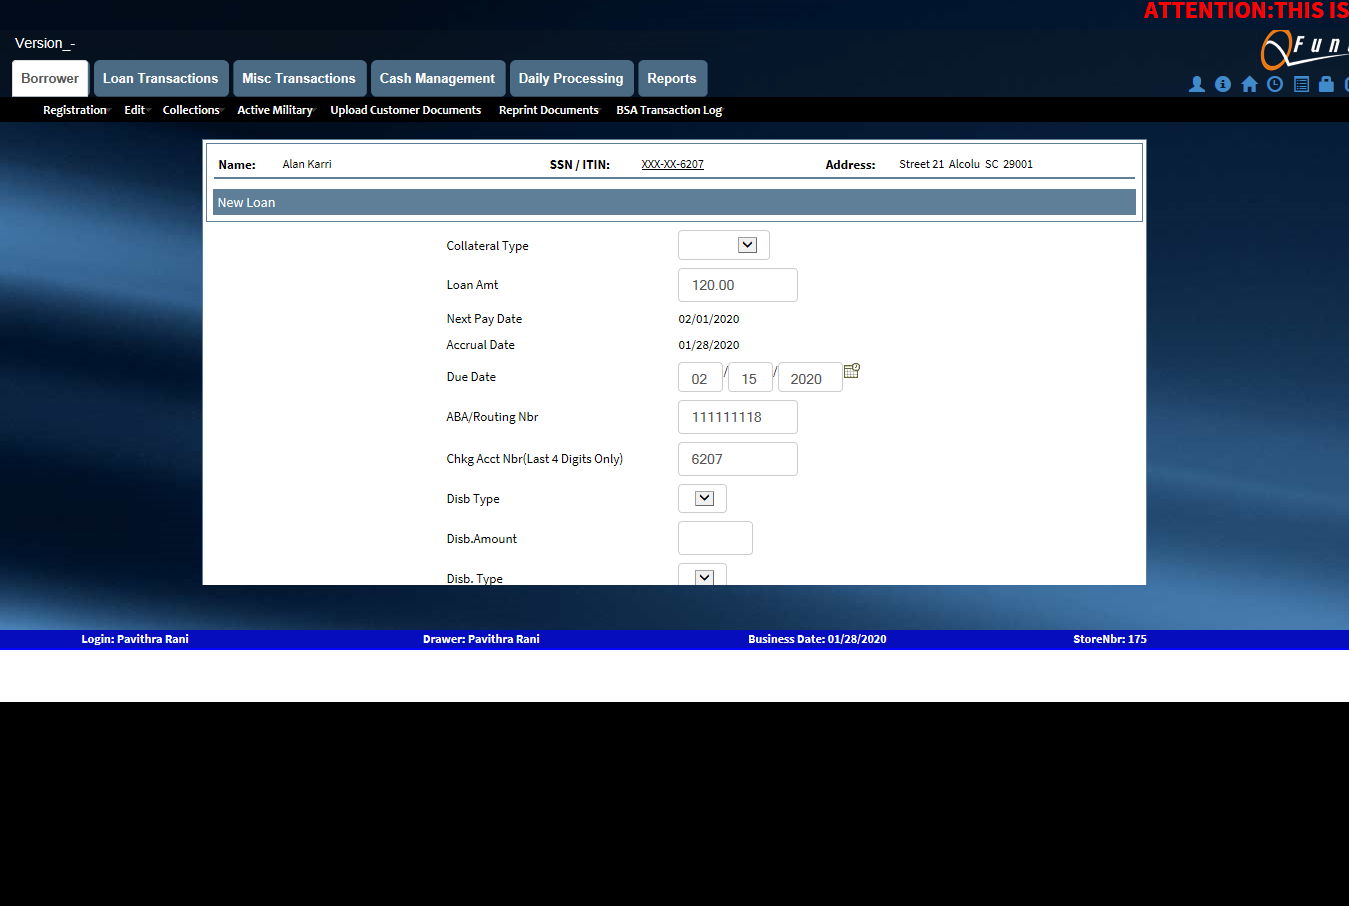 ATTENTION:THIS IS
Version_-
Borrower Loan Transactions Misc Transactions Cash Management Daily Processing Reports
Registration Edit Collections Active Military Upload Customer Documents Reprint Documents BSA Transaction Log
Name: Alan Karri SSN / ITIN: XXX-XX-6207 Address: Street 21 Alcolu SC 29001
New Loan
Collateral Type
Loan Amt 120.00
Next Pay Date 02/01/2020
Accrual Date 01/28/2020
Due Date 02 / 15 / 2020
ABA/Routing Nbr 111111118
Chkg Acct Nbr(Last 4 Digits Only) 6207
Disb Type
Disb.Amount
Disb. Type
Login: Pavithra Rani Drawer: Pavithra Rani Business Date: 01/28/2020 StoreNbr: 175